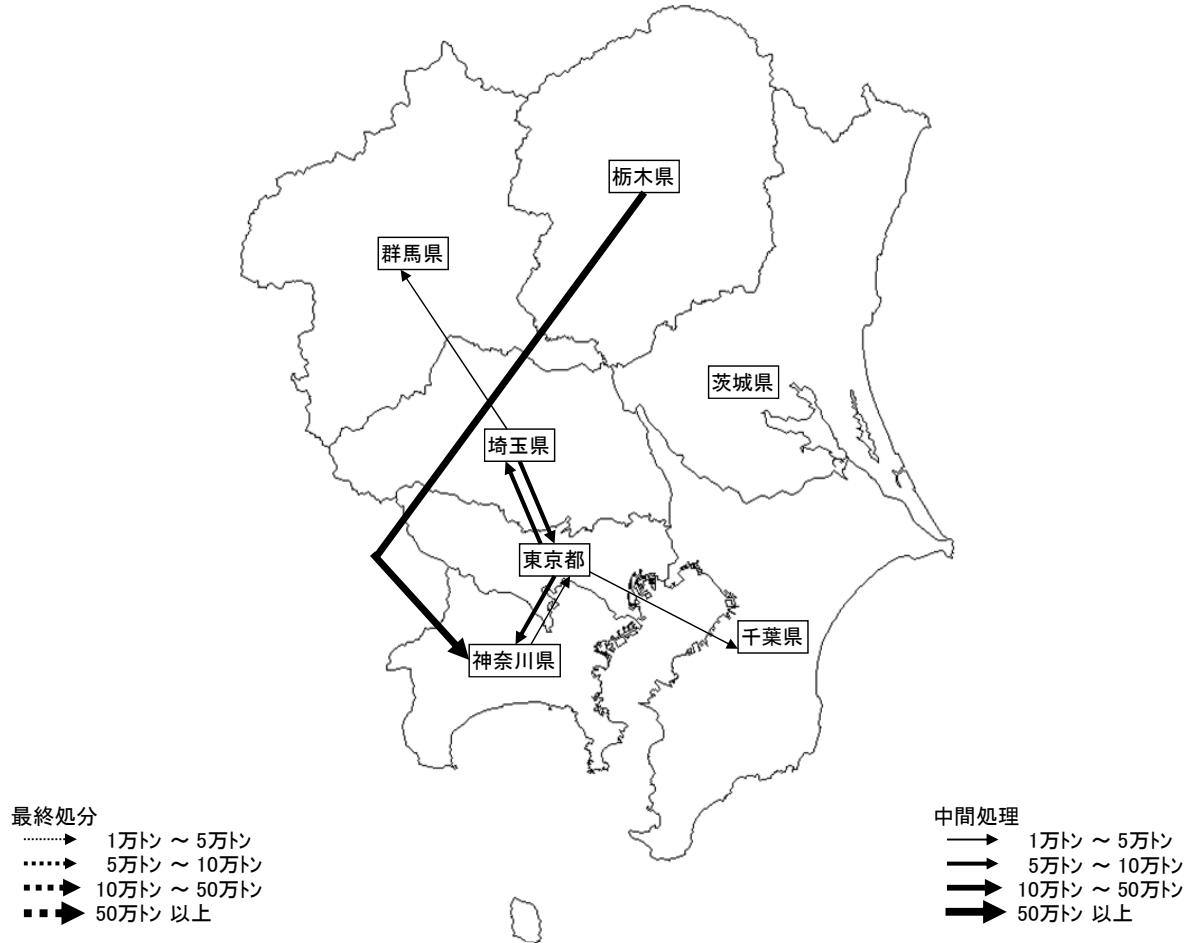 栃木県
群馬県
茨城県
埼玉県
東京都
千葉県
神奈川県
最終処分
1万トン ～ 5万トン
5万トン ～ 10万トン
10万トン ～ 50万トン
50万トン 以上
中間処理
1万トン ～ 5万トン
5万トン ～ 10万トン
10万トン ～ 50万トン
50万トン 以上